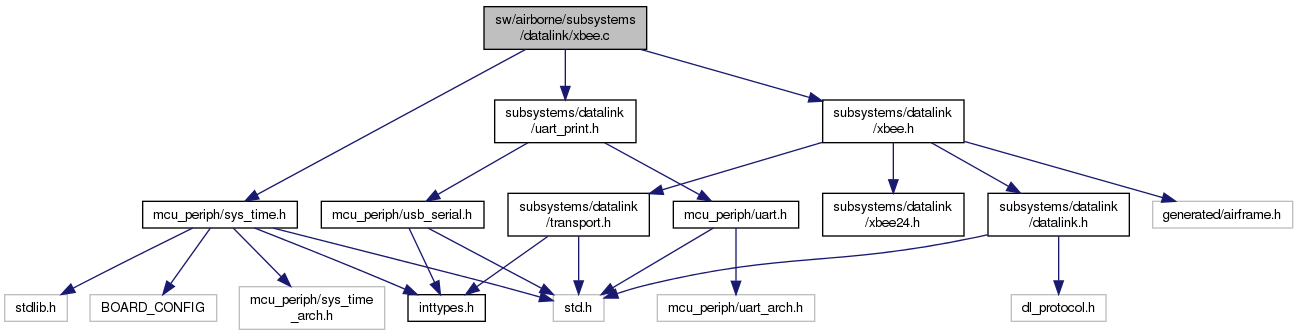 sw/airborne/subsystems
/datalink/xbee.c
subsystems/datalink
/uart_print.h
subsystems/datalink
/xbee.h
mcu_periph/sys_time.h
mcu_periph/usb_serial.h
subsystems/datalink
/transport.h
mcu_periph/uart.h
subsystems/datalink
/xbee24.h
subsystems/datalink
/datalink.h
generated/airframe.h
stdlib.h
BOARD_CONFIG
mcu_periph/sys_time
_arch.h
inttypes.h
std.h
mcu_periph/uart_arch.h
dl_protocol.h